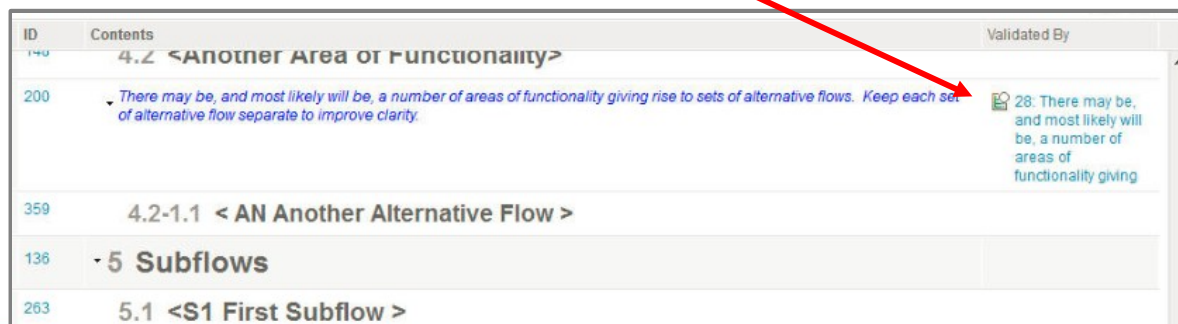 ID Contents Validated By
4.2 <Another Area of Functionality>
200 There may be, and most likely will be, a number of areas of functionality giving rise to sets of alternative flows. Keep each set
of alternative flow separate to improve clarity.
28: There may be,
and most likely will
be, a number of
areas of
functionality giving
359 4.2-1.1 < AN Another Alternative Flow >
136 5 Subflows
263 5.1 <S1 First Subflow >